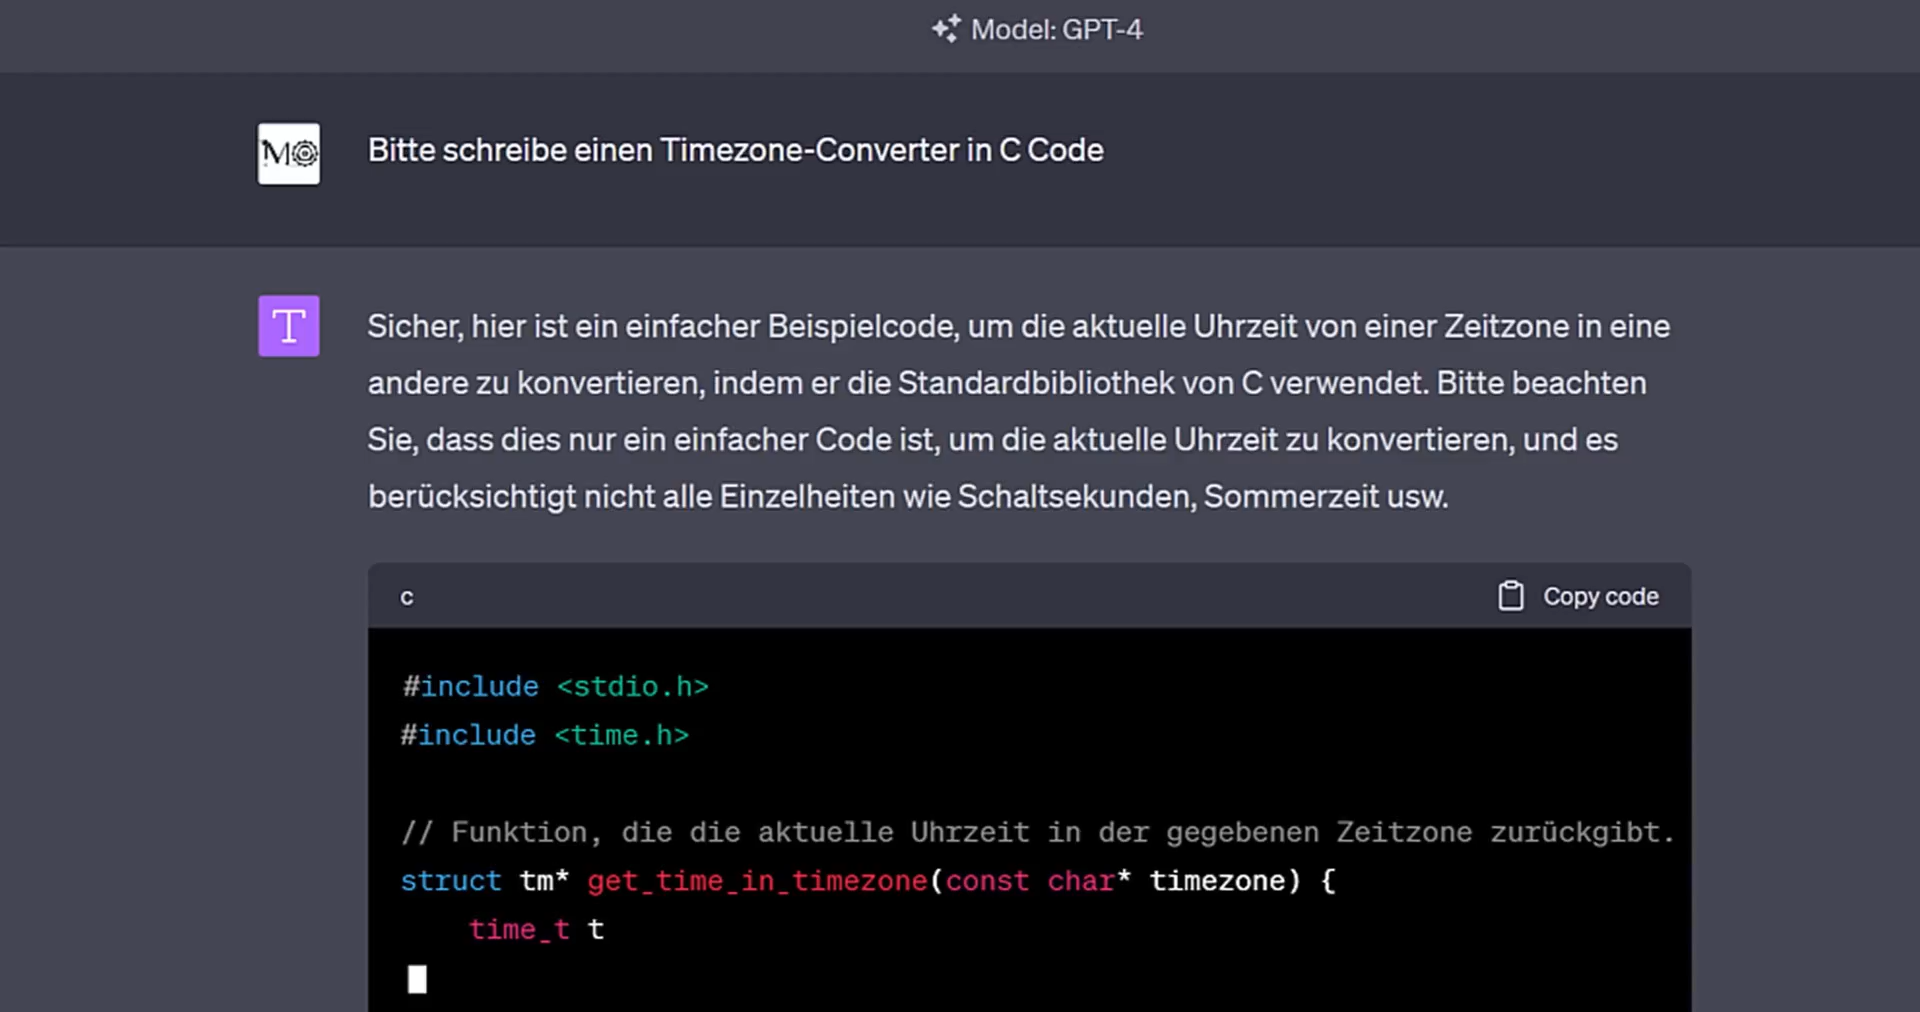 Model: GPT-4
MO
Bitte schreibe einen Timezone-Converter in C Code
T
Sicher, hier ist ein einfacher Beispielcode, um die aktuelle Uhrzeit von einer Zeitzone in eine
andere zu konvertieren, indem er die Standardbibliothek von C verwendet. Bitte beachten
Sie, dass dies nur ein einfacher Code ist, um die aktuelle Uhrzeit zu konvertieren, und es
berücksichtigt nicht alle Einzelheiten wie Schaltsekunden, Sommerzeit usw.
c Copy code
#include <stdio.h>
#include <time.h>
// Funktion, die die aktuelle Uhrzeit in der gegebenen Zeitzone zurückgibt.
struct tm* get_time_in_timezone(const char* timezone) {
time_t t